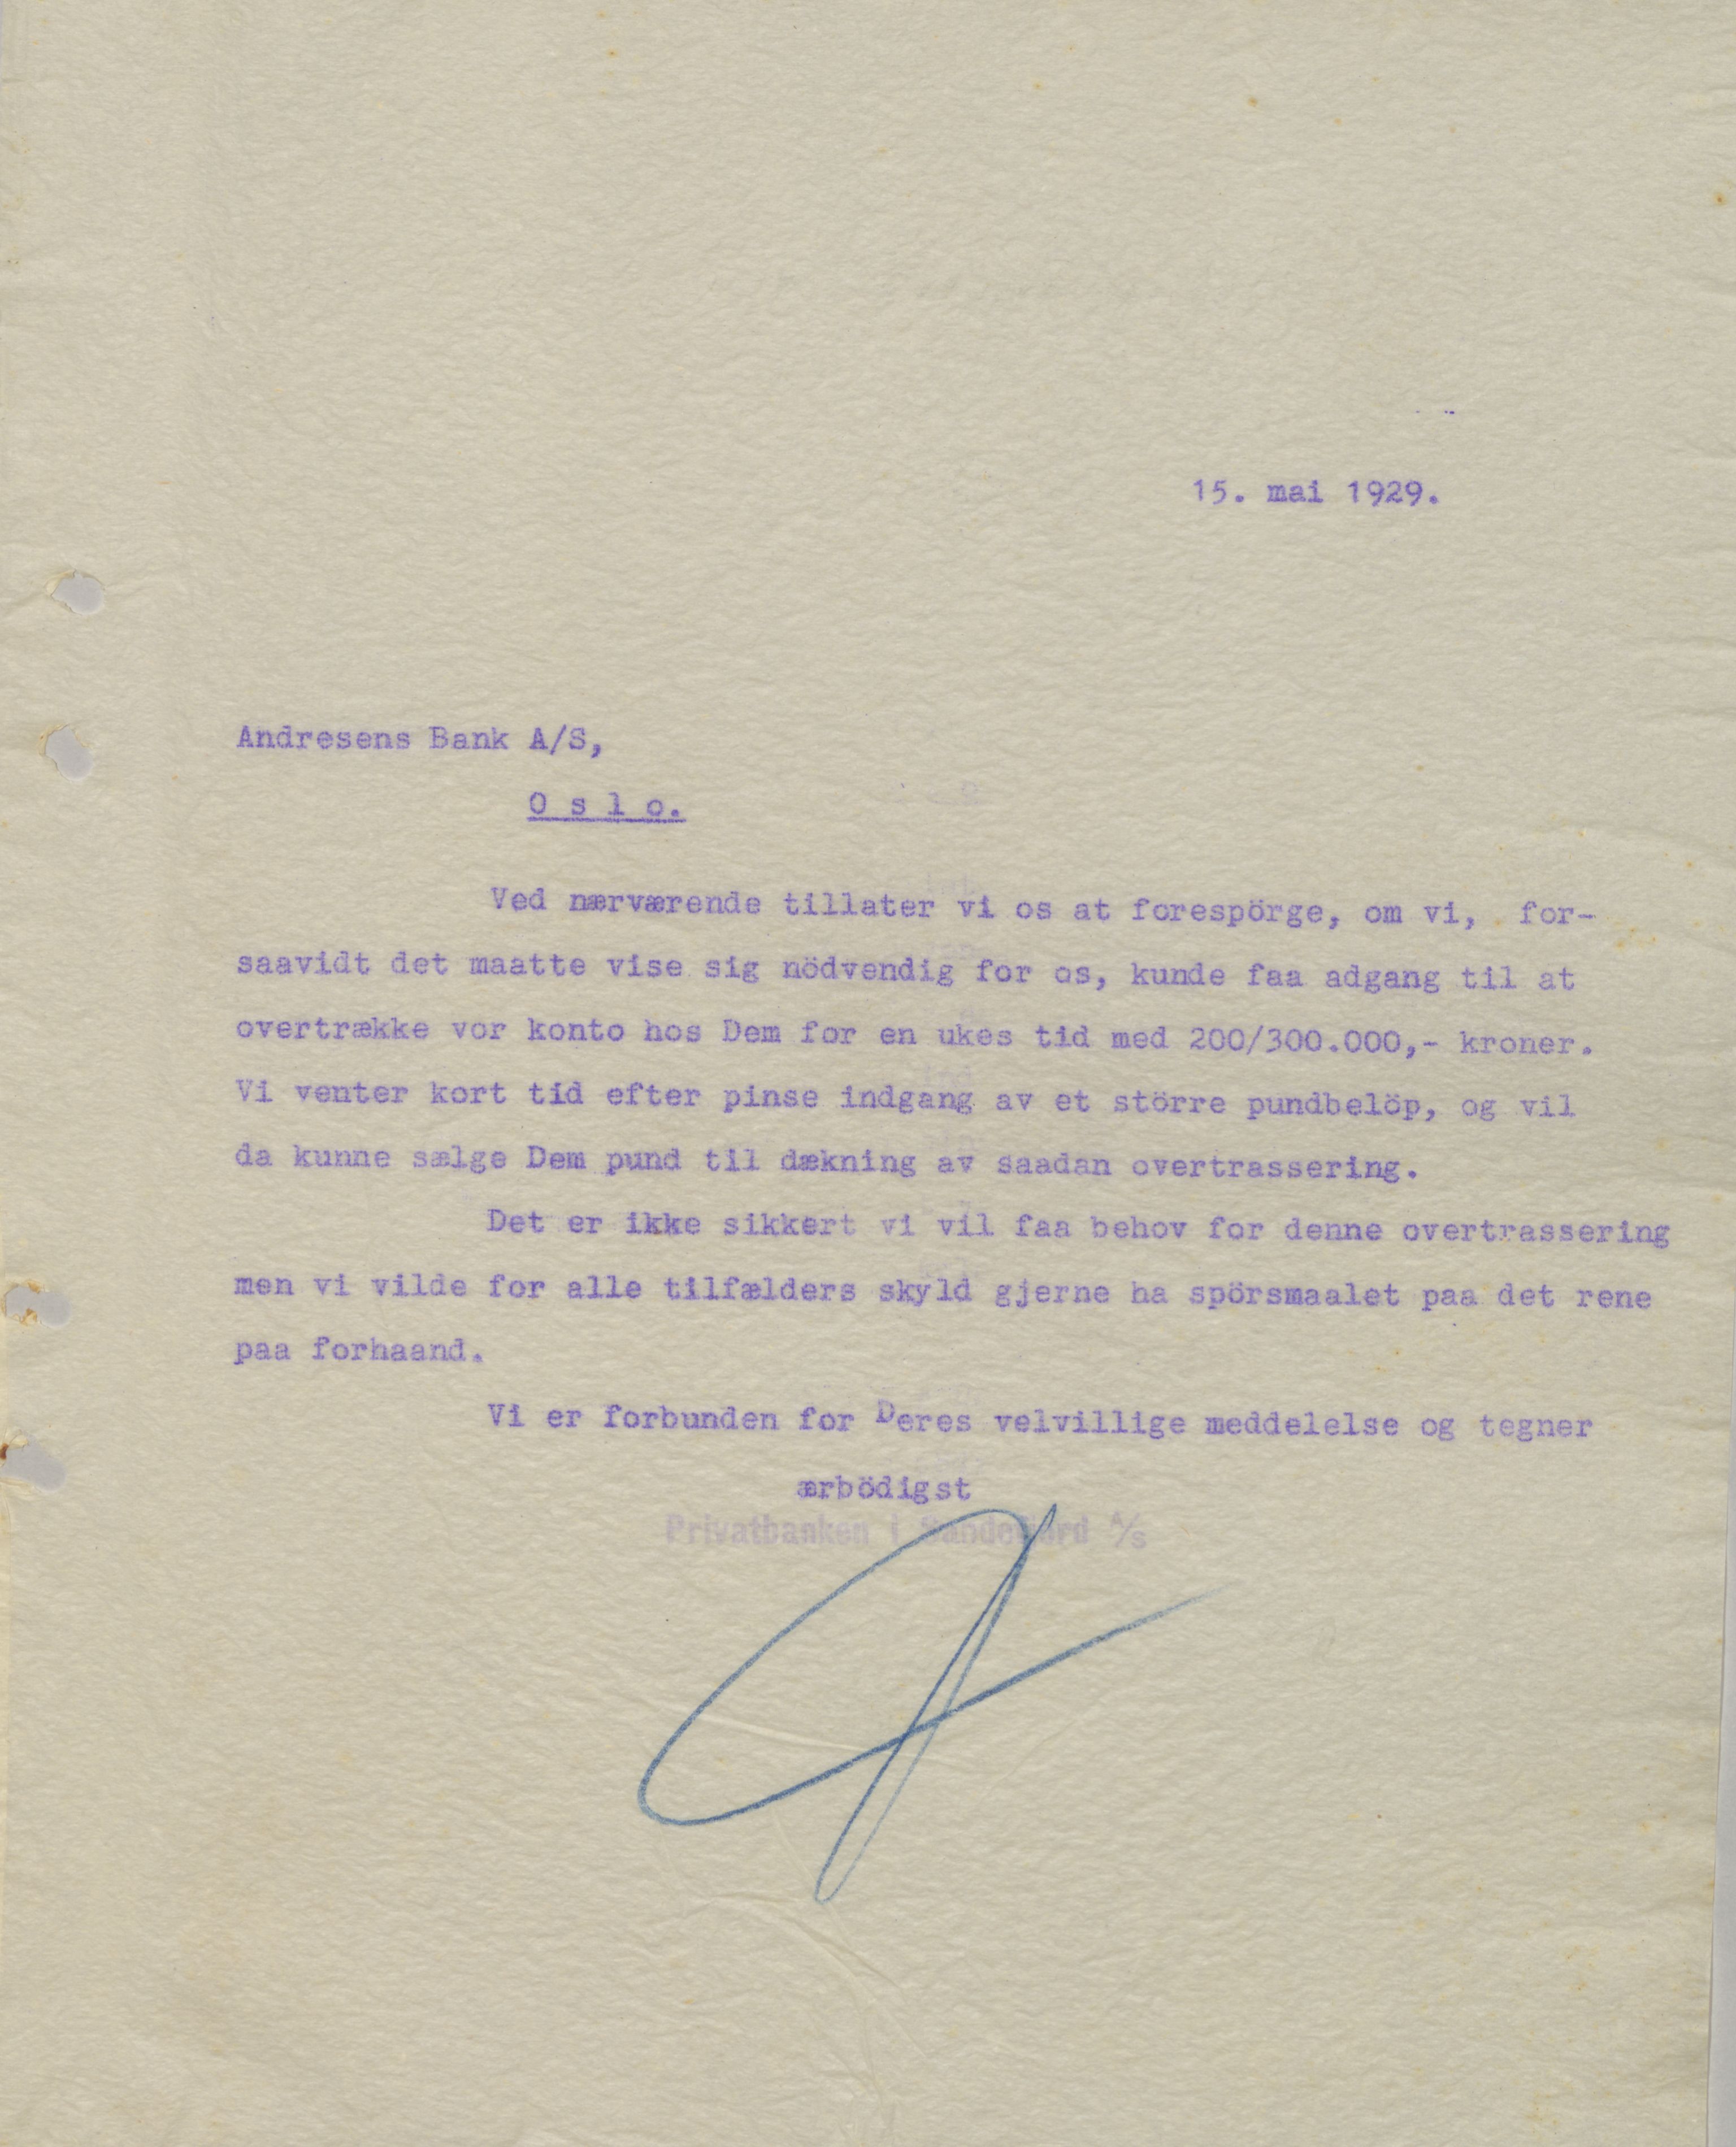 15. mai 1929.
Andresens Bank A/S,
O s l o.
Ved nærværende tillater vi os at forespörge, om vi, for-
saavidt det maatte vise sig nödvendig for os, kunde faa adgang til at
overtrække vor konto hos Dem for en ukes tid med 200/300.000,- kroner.
Vi venter kort tid efter pinse indgang av et större pundbelöp, og vil
da kunne sælge Dem pund til dækning av saadan overtrassering.
Det er ikke sikkert vi vil faa behov for denne overtrassering
men vi vilde for alle tilfælders skyld gjerne ha spörsmaalet paa det rene
paa forhaand.
Vi er forbunden for Deres velvillige meddelelse og tegner
ærbödigst
Privatbanken i Sandefjord A/S